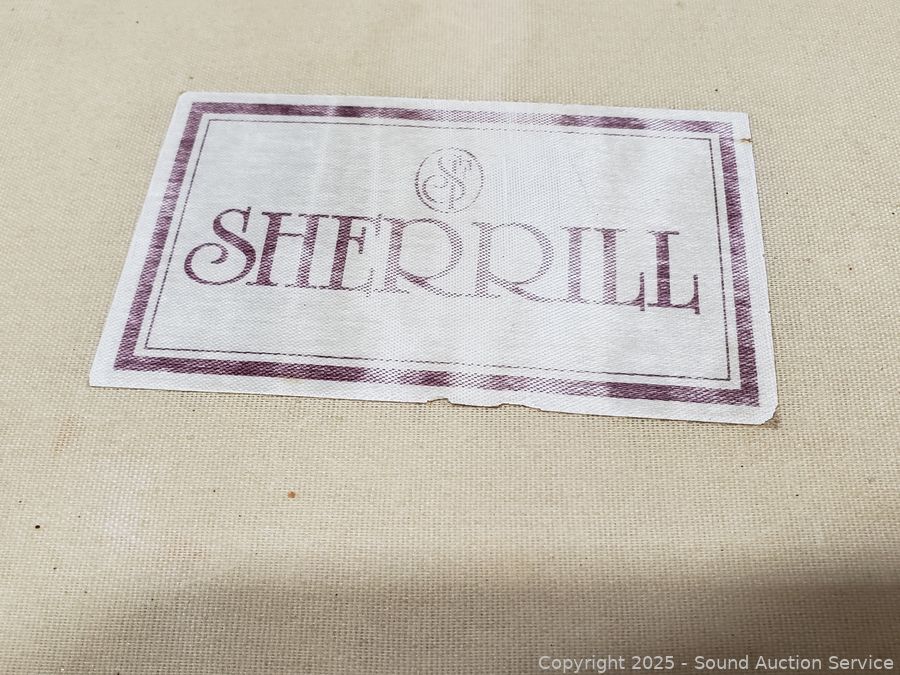 SF
SHERRILL
Copyright 2025 - Sound Auction Service